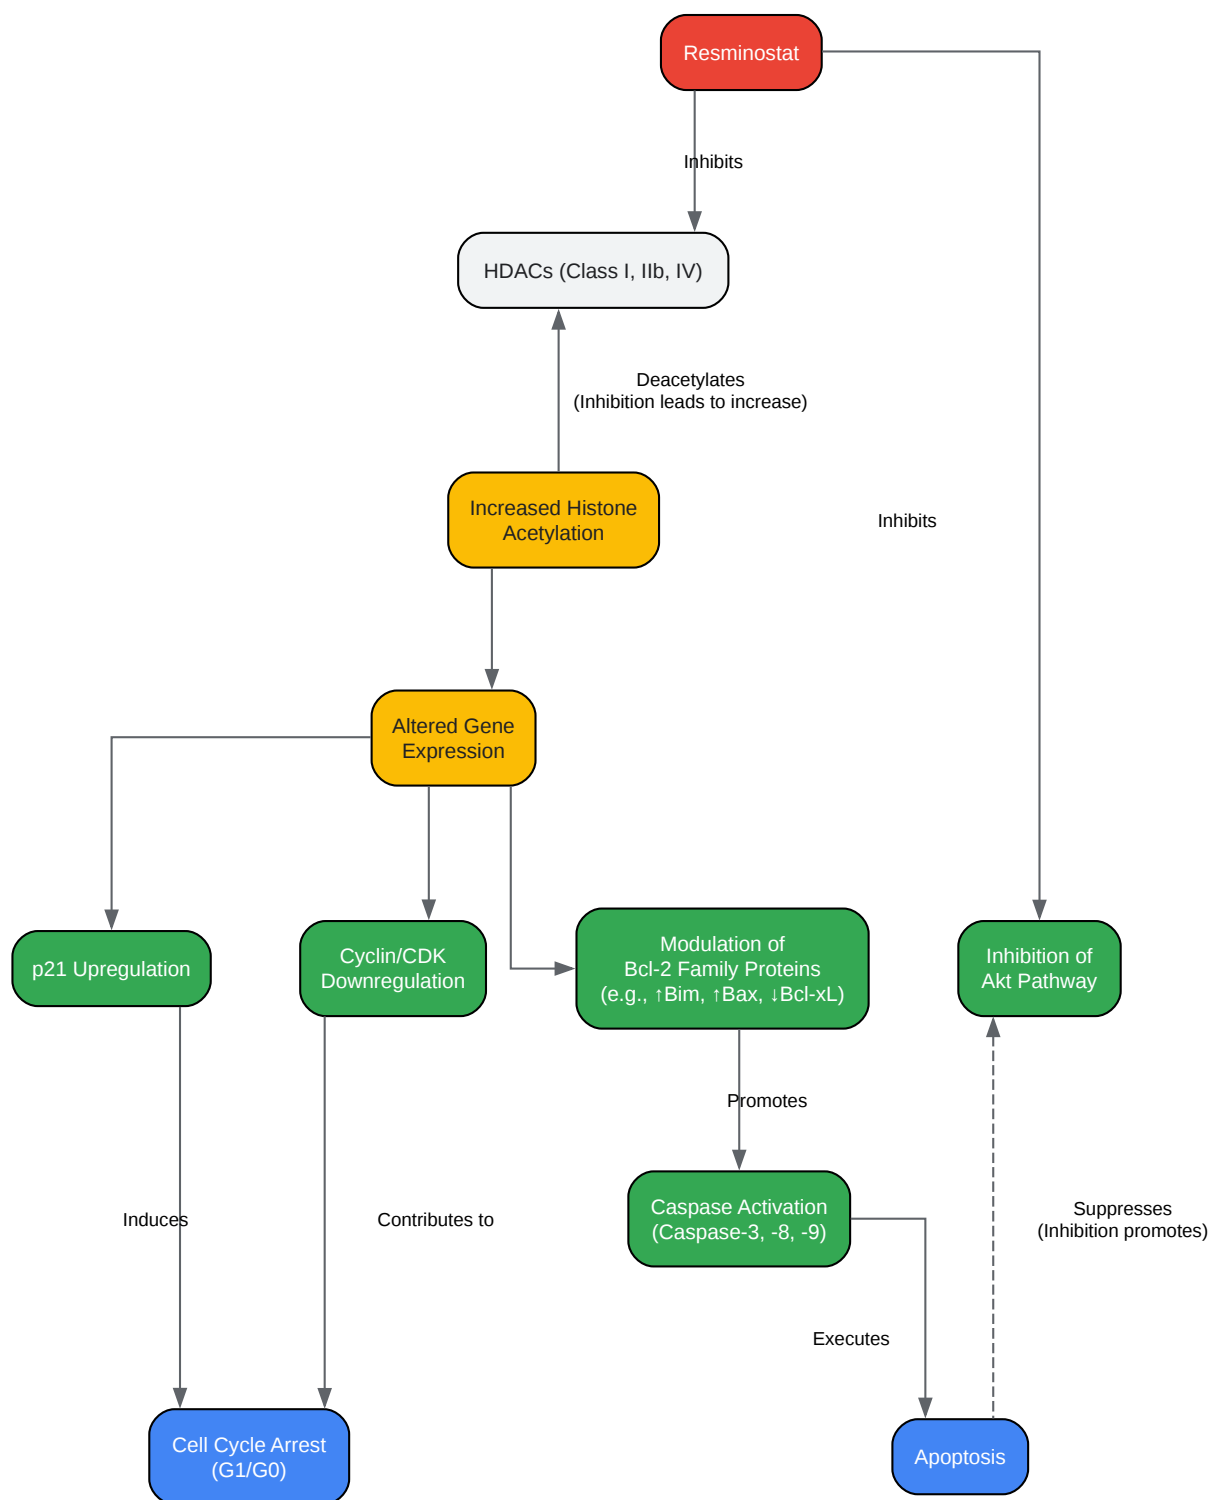 Resminostat
Inhibits
HDACs (Class I, IIb, IV)
Deacetylates
(Inhibition leads to increase)
Increased Histone
Acetylation
Inhibits
Altered Gene
Expression
p21 Upregulation
Cyclin/CDK
Downregulation
Modulation of
Bcl-2 Family Proteins
(e.g., ↑Bim, ↑Bax, ↓Bcl-xL)
Inhibition of
Akt Pathway
Promotes
Caspase Activation
(Caspase-3, -8, -9)
Induces
Contributes to
Suppresses
(Inhibition promotes)
Executes
Cell Cycle Arrest
(G1/G0)
Apoptosis